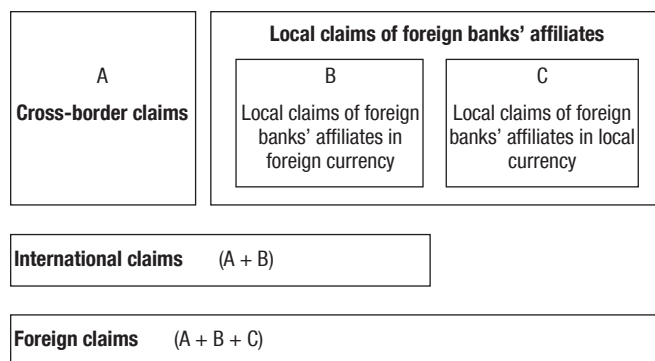 A
Cross-border claims
Local claims of foreign banks' affiliates
B
Local claims of foreign
banks' affiliates in
foreign currency
C
Local claims of foreign
banks' affiliates in local
currency
International claims (A + B)
Foreign claims (A + B + C)